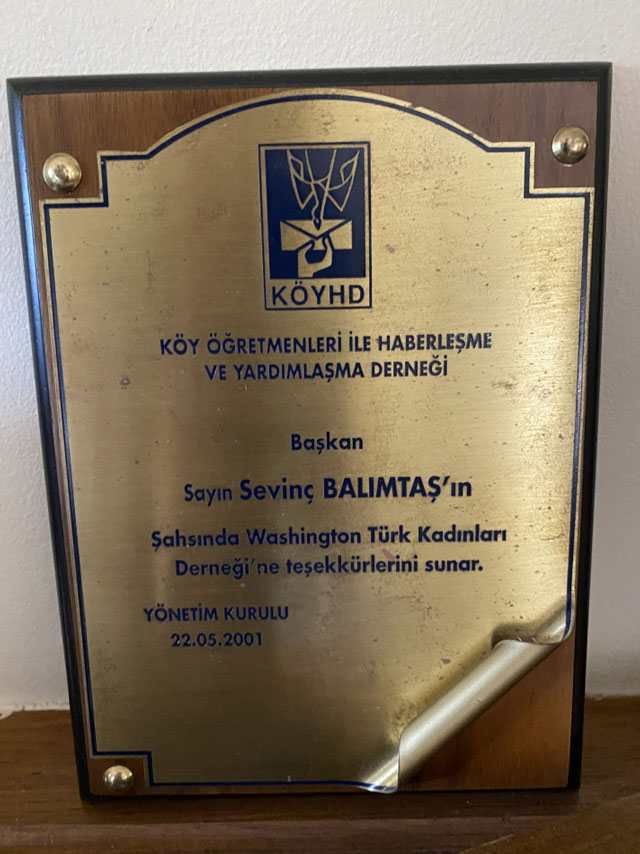 KÖYHD
KÖY ÖĞRETMENLERİ İLE HABERLEŞME
VE YARDIMLAŞMA DERNEĞİ
Başkan
Sayın Sevinç BALIMTAŞ'ın
Şahsında Washington Türk Kadınları
Derneği'ne teşekkürlerini sunar.
YÖNETİM KURULU
22.05.2001